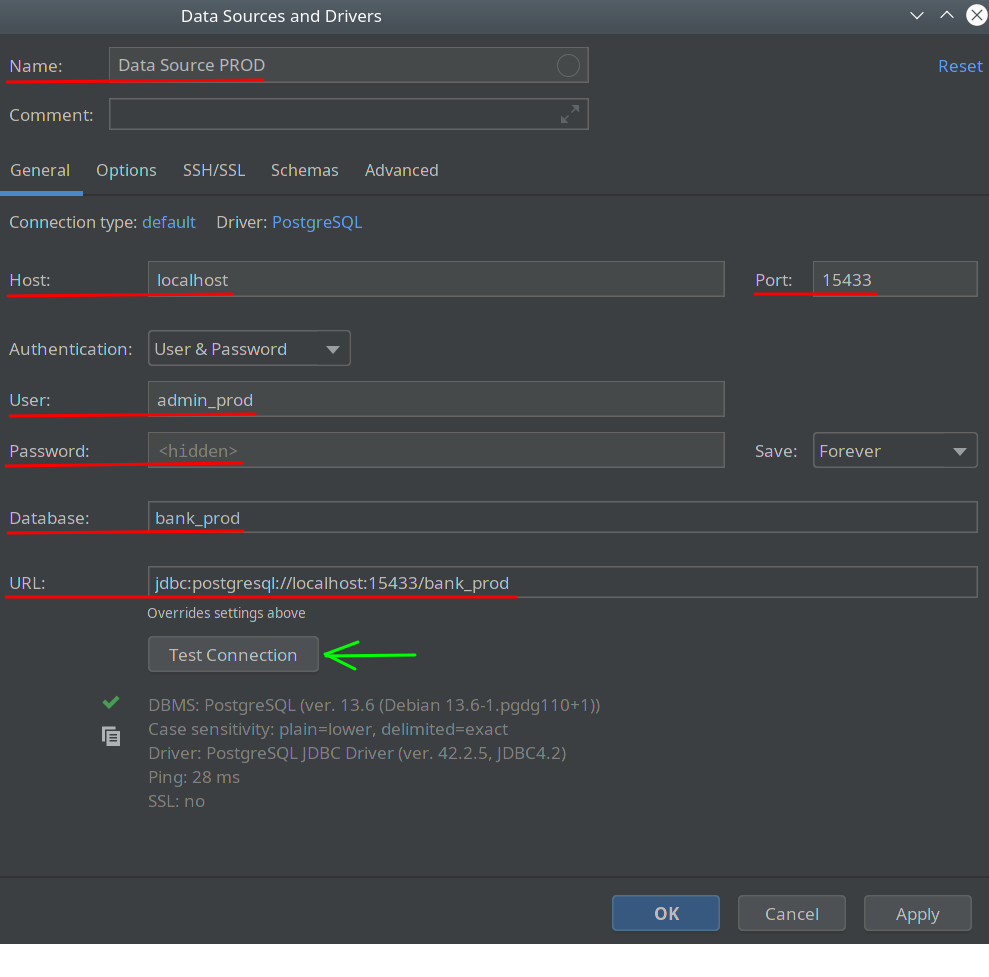 Data Sources and Drivers
Name: Data Source PROD Reset
Comment:
General Options SSH/SSL Schemas Advanced
Connection type: default Driver: PostgreSQL
Host: localhost Port: 15433
Authentication: User & Password
User: admin_prod
Password: <hidden> Save: Forever
Database: bank_prod
URL: jdbc:postgresql://localhost:15433/bank_prod
Overrides settings above
Test Connection
DBMS: PostgreSQL (ver. 13.6 (Debian 13.6-1.pgdg110+1))
Case sensitivity: plain=lower, delimited=exact
Driver: PostgreSQL JDBC Driver (ver. 42.2.5, JDBC4.2)
Ping: 28 ms
SSL: no
OK Cancel Apply